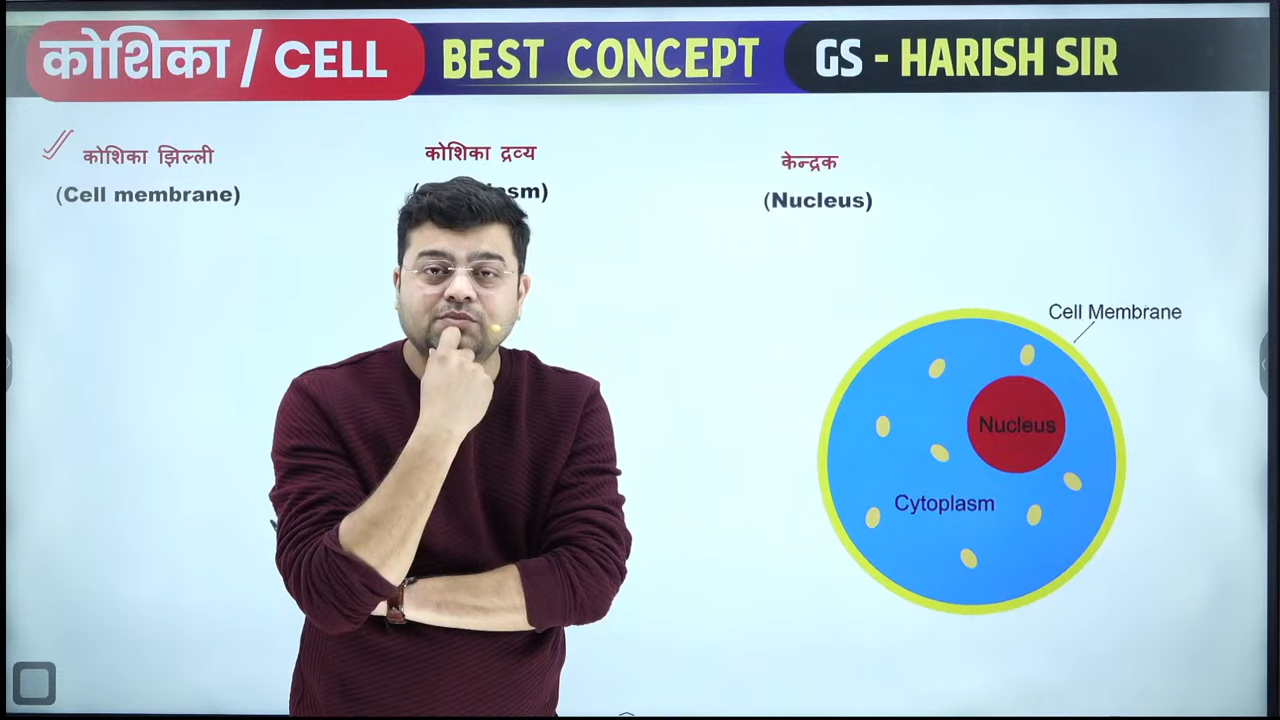 कोशिका / CELL BEST CONCEPT GS - HARISH SIR
कोशिका झिल्ली
(Cell membrane)
कोशिका द्रव्य
केन्द्रक
(Nucleus)
Cell Membrane
Nucleus
Cytoplasm